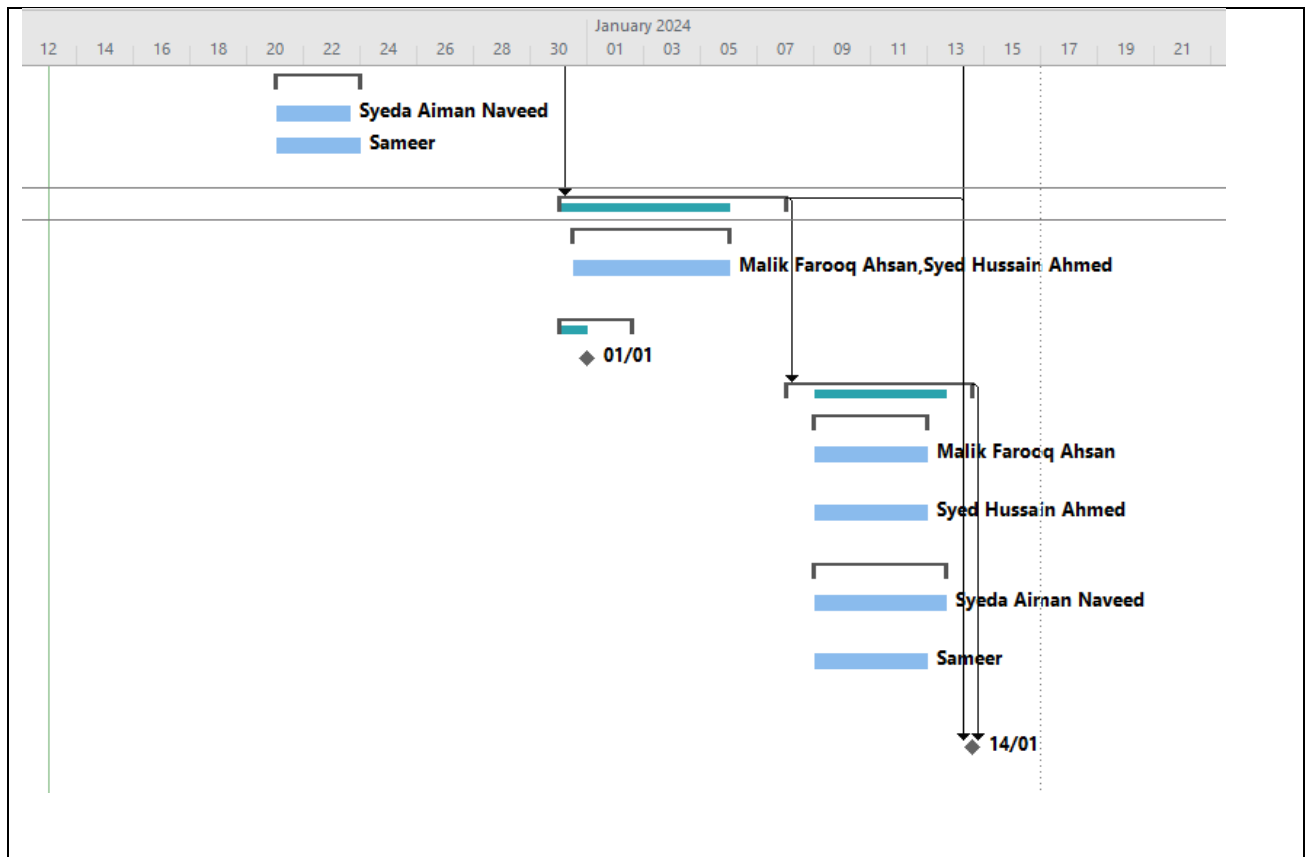 January 2024
12 14 16 18 20 22 24 26 28 30 01 03 05 07 09 11 13 15 17 19 21
Syeda Aiman Naveed
Sameer
Malik Farooq Ahsan,Syed Hussain Ahmed
01/01
Malik Farooq Ahsan
Syed Hussain Ahmed
Syeda Aiman Naveed
Sameer
14/01